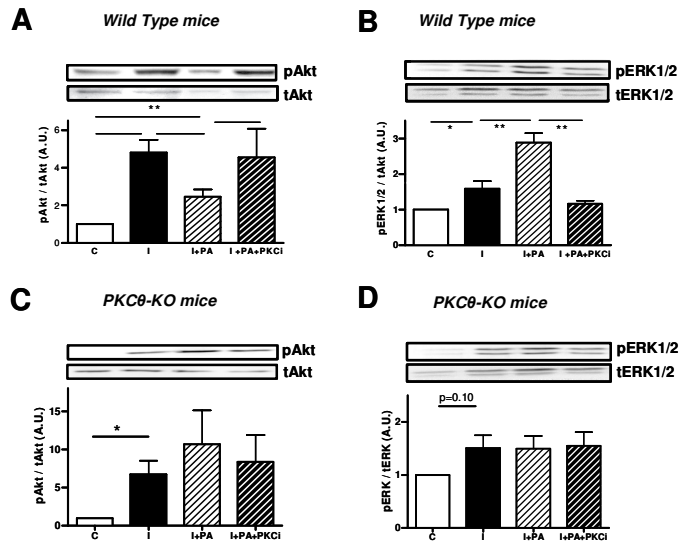 A
Wild Type mice
pAkt
tAkt
**
pAkt / tAkt (A.U.)
6
4
2
0
C
I
I+PA
I +PA+PKCi
B
Wild Type mice
pERK1/2
tERK1/2
*
**
**
pERK1/2 / tAkt (A.U.)
3
2
1
0
C
I
I+PA
I +PA+PKCi
C
PKCθ-KO mice
pAkt
tAkt
*
pAkt / tAkt (A.U.)
15
10
5
0
C
I
I+PA
I+PA+PKCi
D
PKCθ-KO mice
pERK1/2
tERK1/2
p=0.10
pERK / tERK (A.U.)
2
1
0
C
I
I+PA
I+PA+PKCi